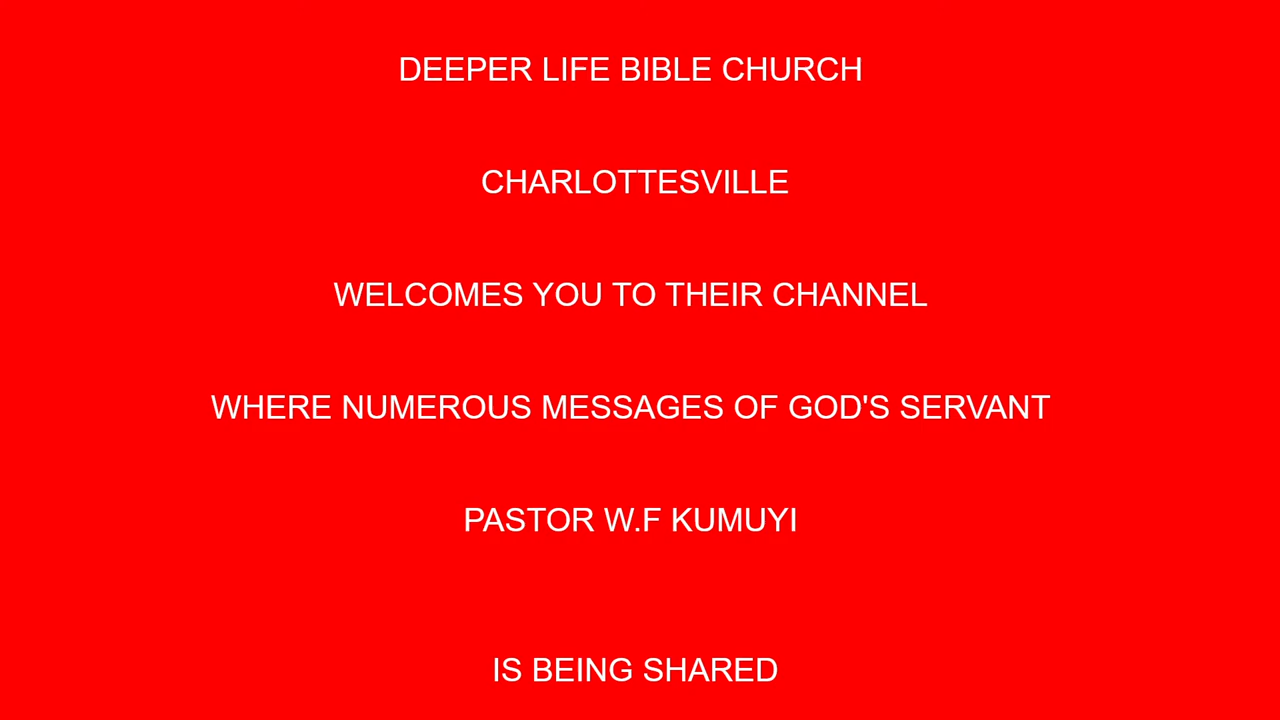 DEEPER LIFE BIBLE CHURCH
CHARLOTTESVILLE
WELCOMES YOU TO THEIR CHANNEL
WHERE NUMEROUS MESSAGES OF GOD'S SERVANT
PASTOR W.F KUMUYI
IS BEING SHARED